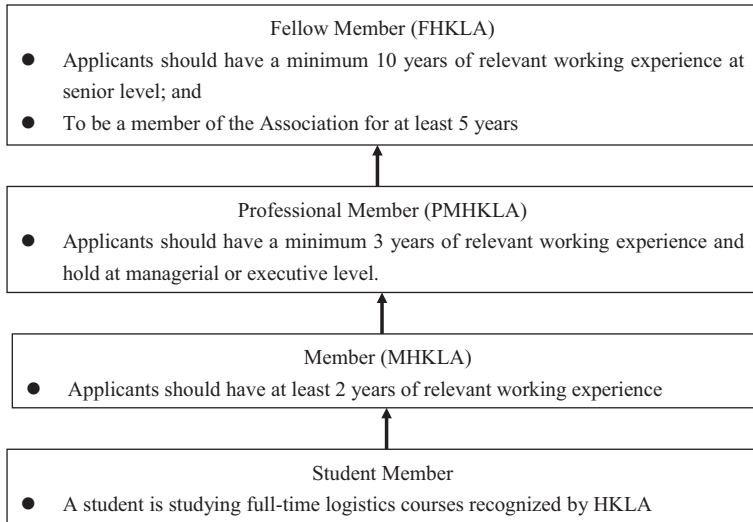 Fellow Member (FHKLA)
● Applicants should have a minimum 10 years of relevant working experience at
senior level; and
● To be a member of the Association for at least 5 years
Professional Member (PMHKLA)
● Applicants should have a minimum 3 years of relevant working experience and
hold at managerial or executive level.
Member (MHKLA)
● Applicants should have at least 2 years of relevant working experience
Student Member
● A student is studying full-time logistics courses recognized by HKLA